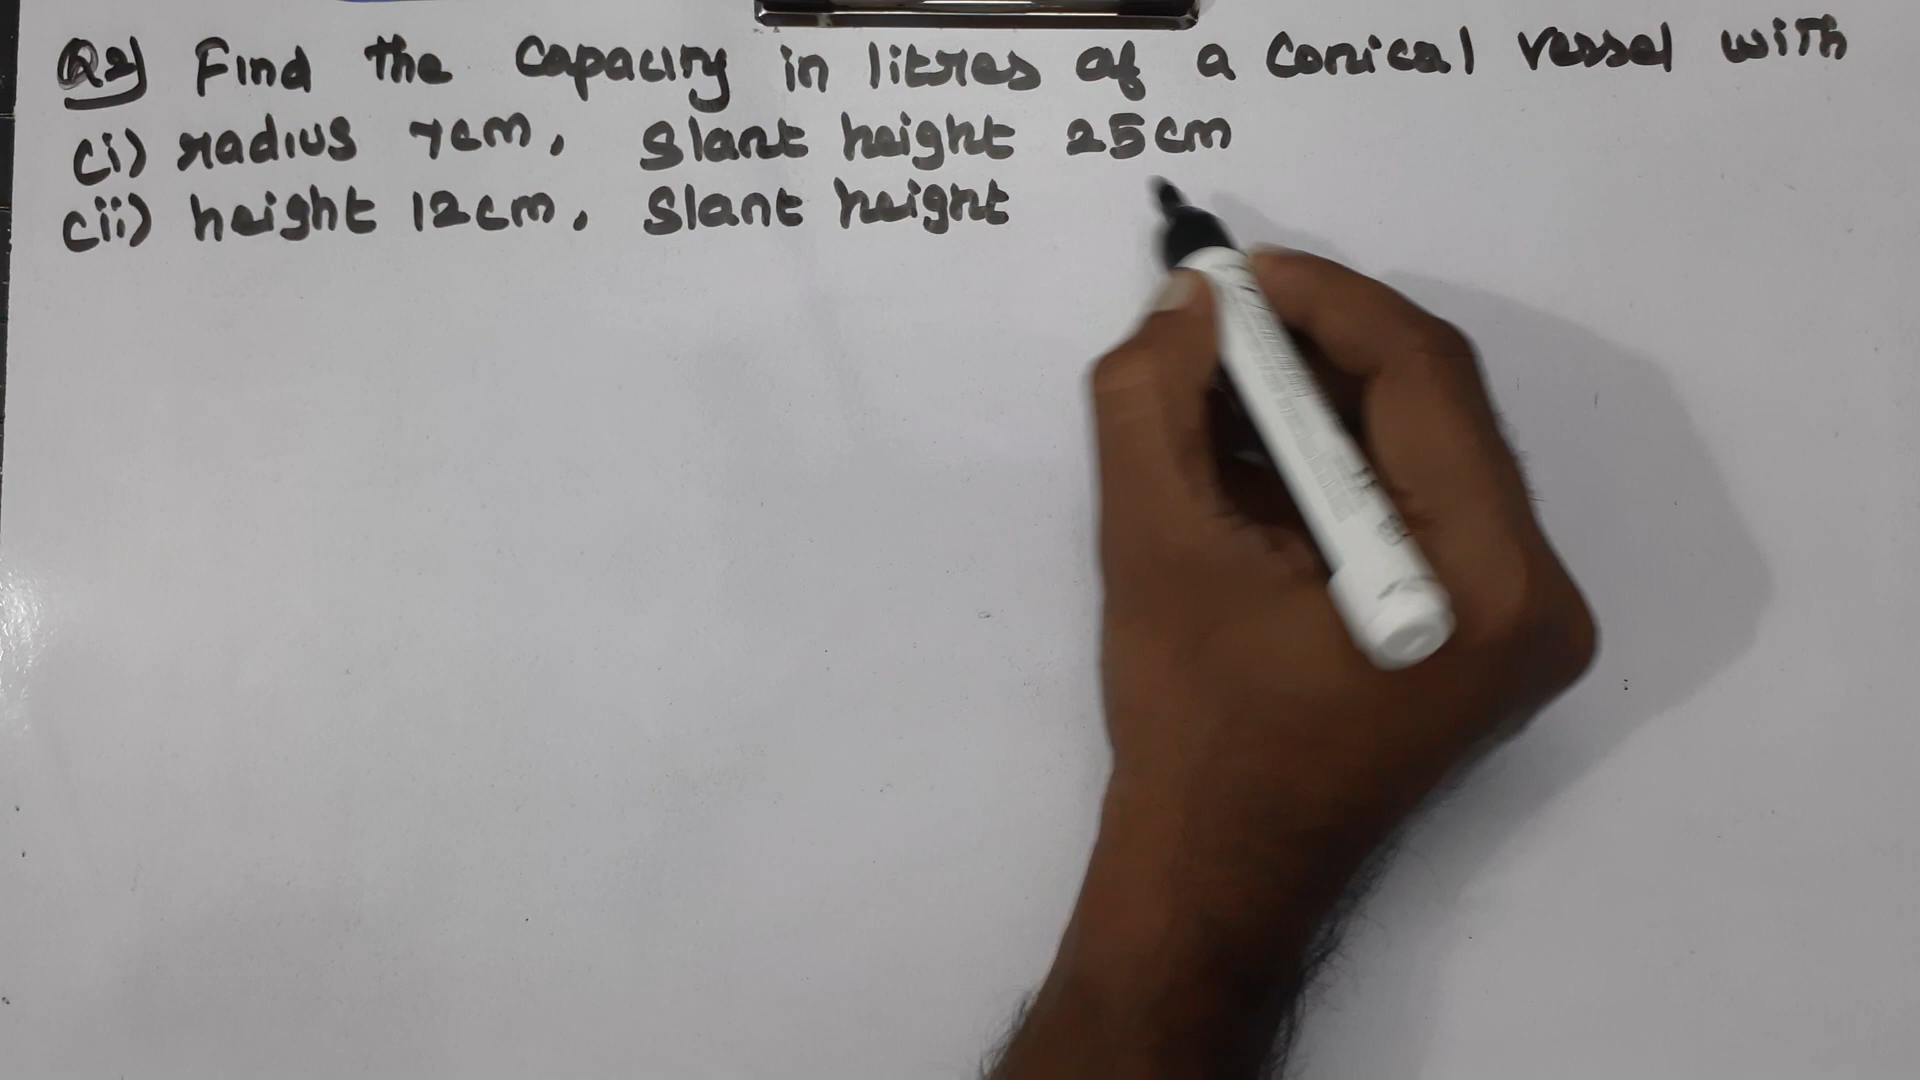 Q2) Find the capacity in litres of a conical vessel with
(i) radius 7cm, Slant height 25cm
(ii) height 12cm, Slant height